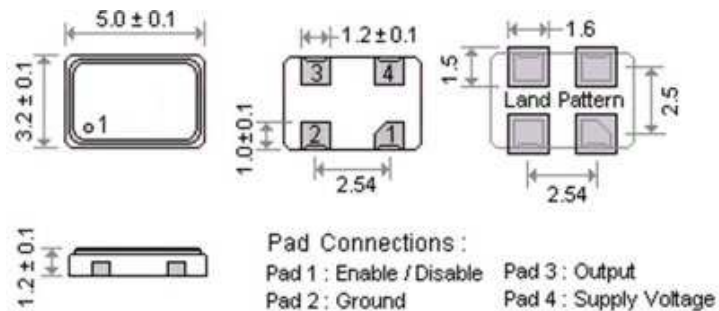 5.0 ± 0.1
3.2 ± 0.1
1
1.2±0.1
3 4
2 1
1.0±0.1
2.54
1.6
1.5
Land Pattern
2.5
2.54
1.2 ± 0.1
Pad Connections :
Pad 1 : Enable / Disable
Pad 2 : Ground
Pad 3 : Output
Pad 4 : Supply Voltage